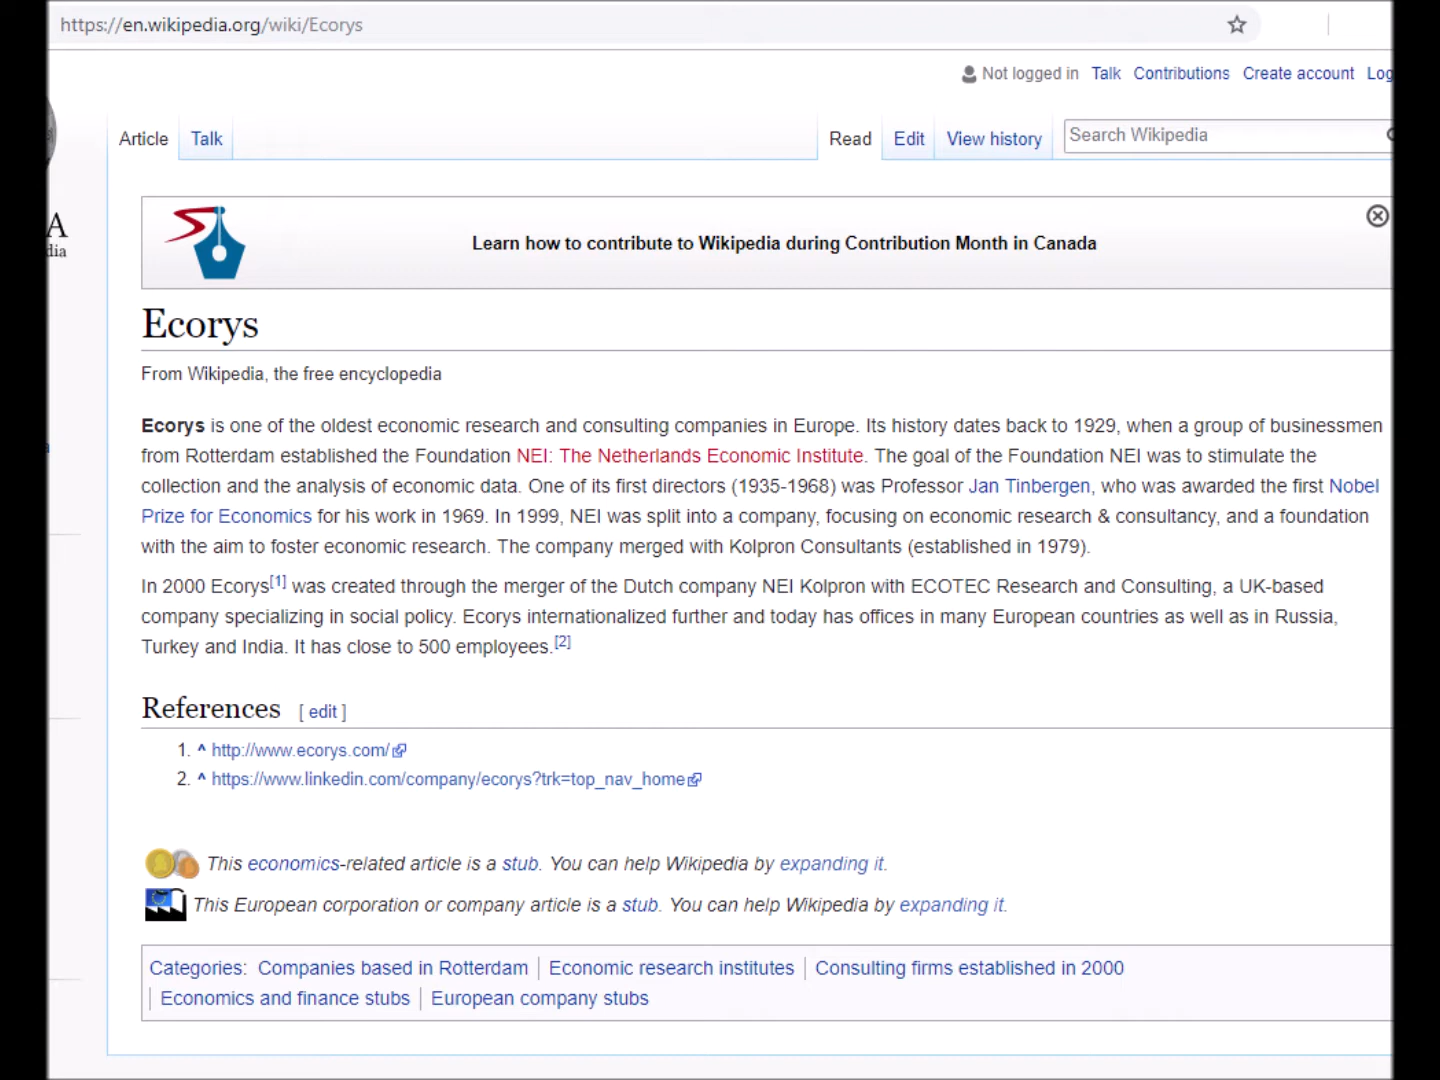 https://en.wikipedia.org/wiki/Ecorys
Not logged in Talk Contributions Create account Log
Article Talk Read Edit View history Search Wikipedia
A
dia
Learn how to contribute to Wikipedia during Contribution Month in Canada
Ecorys
From Wikipedia, the free encyclopedia
Ecorys is one of the oldest economic research and consulting companies in Europe. Its history dates back to 1929, when a group of businessmen
from Rotterdam established the Foundation NEI: The Netherlands Economic Institute. The goal of the Foundation NEI was to stimulate the
collection and the analysis of economic data. One of its first directors (1935-1968) was Professor Jan Tinbergen, who was awarded the first Nobel
Prize for Economics for his work in 1969. In 1999, NEI was split into a company, focusing on economic research & consultancy, and a foundation
with the aim to foster economic research. The company merged with Kolpron Consultants (established in 1979).
In 2000 Ecorys[1] was created through the merger of the Dutch company NEI Kolpron with ECOTEC Research and Consulting, a UK-based
company specializing in social policy. Ecorys internationalized further and today has offices in many European countries as well as in Russia,
Turkey and India. It has close to 500 employees.[2]
References [ edit ]
1. ^ http://www.ecorys.com/
2. ^ https://www.linkedin.com/company/ecorys?trk=top_nav_home
This economics-related article is a stub. You can help Wikipedia by expanding it.
This European corporation or company article is a stub. You can help Wikipedia by expanding it.
Categories: Companies based in Rotterdam | Economic research institutes | Consulting firms established in 2000
| Economics and finance stubs | European company stubs